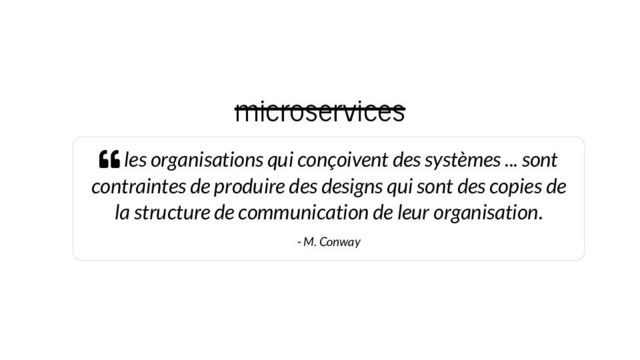 microservices
“ les organisations qui conçoivent des systèmes ... sont
contraintes de produire des designs qui sont des copies de
la structure de communication de leur organisation.
- M. Conway